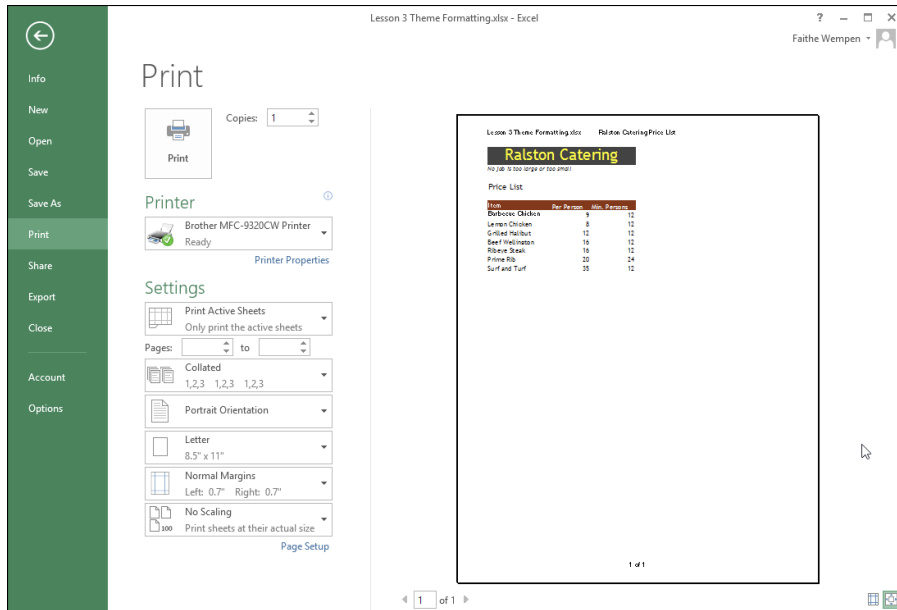 Lesson 3 Theme Formatting.xlsx - Excel
?
Faithe Wempen
Info
New
Open
Save
Save As
Print
Share
Export
Close
Account
Options
Print
Print
Copies: 1
Printer
Brother MFC-9320CW Printer
Ready
Printer Properties
Settings
Print Active Sheets
Only print the active sheets
Pages: to
Collated
1,2,3 1,2,3 1,2,3
Portrait Orientation
Letter
8.5" x 11"
Normal Margins
Left: 0.7" Right: 0.7"
No Scaling
100 Print sheets at their actual size
Page Setup
Lesson 3 Theme Formatting.xlsx Ralston Catering Price List
Ralston Catering
No job is too large or too small
Price List
Item Per Person Min. Persons
Barbecue Chicken 9 12
Lemon Chicken 8 12
Grilled Halibut 12 12
Beef Wellington 16 12
Ribeye Steak 16 12
Prime Rib 20 24
Surf and Turf 35 12
1 of 1
1 of 1